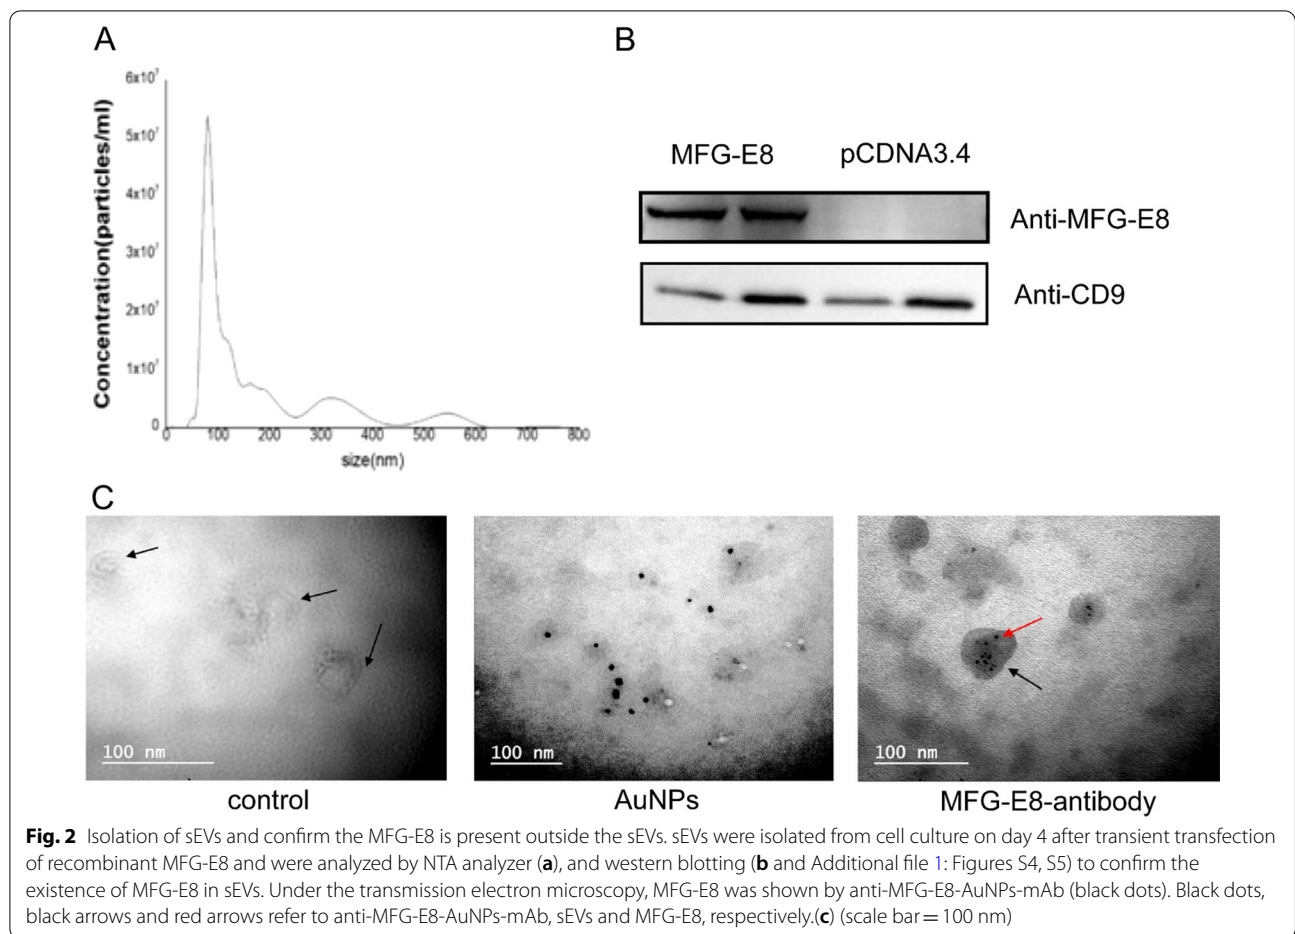 A
B
Concentration(particles/ml)
6x10⁷
5x10⁷
4x10⁷
3x10⁷
2x10⁷
1x10⁷
0
0 100 200 300 400 500 600 700 800
size(nm)
MFG-E8 pCDNA3.4
Anti-MFG-E8
Anti-CD9
C
100 nm
100 nm
100 nm
control
AuNPs
MFG-E8-antibody
Fig. 2 Isolation of sEVs and confirm the MFG-E8 is present outside the sEVs. sEVs were isolated from cell culture on day 4 after transient transfection
of recombinant MFG-E8 and were analyzed by NTA analyzer (a), and western blotting (b and Additional file 1: Figures S4, S5) to confirm the
existence of MFG-E8 in sEVs. Under the transmission electron microscopy, MFG-E8 was shown by anti-MFG-E8-AuNPs-mAb (black dots). Black dots,
black arrows and red arrows refer to anti-MFG-E8-AuNPs-mAb, sEVs and MFG-E8, respectively.(c) (scale bar = 100 nm)